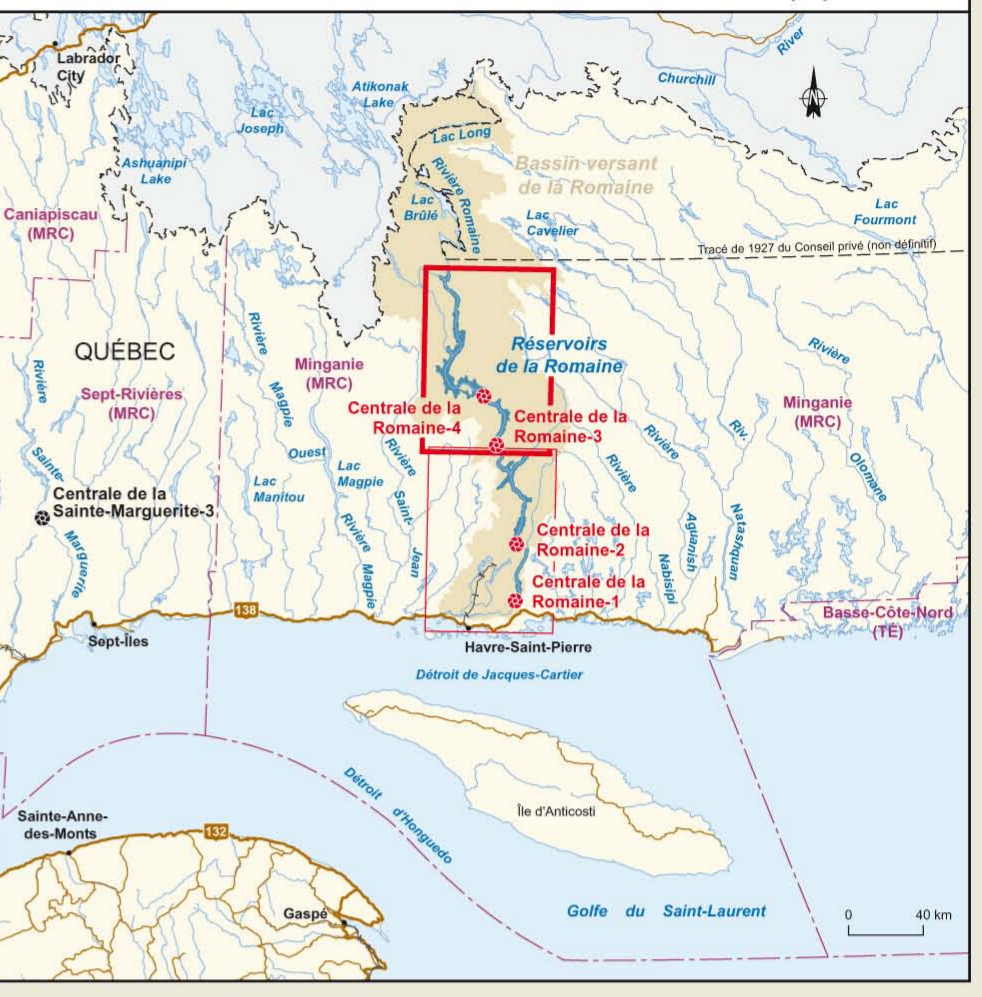 Labrador
City
River
Churchill
Atikonak
Lake
Lac
Joseph
Lac Long
Ashuanipi
Lake
Bassin versant
de la Romaine
Rivière Romaine
Lac
Brûlé
Lac
Cavelier
Lac
Fourmont
Caniapiscau
(MRC)
Tracé de 1927 du Conseil privé (non définitif)
QUÉBEC
Sept-Rivières
(MRC)
Minganie
(MRC)
Réservoirs
de la Romaine
Minganie
(MRC)
Centrale de la
Romaine-4
Centrale de la
Romaine-3
Centrale de la
Romaine-2
Centrale de la
Romaine-1
Centrale de la
Sainte-Marguerite-3
Rivière
Sainte-
Marguerite
Rivière
Magpie
Ouest
Lac
Manitou
Lac
Magpie
Rivière
Magpie
Rivière
Saint-
Jean
Rivière
Nabisipi
Rivière
Aguanish
Riv.
Natashquan
Rivière
Olomane
138
Sept-Îles
Havre-Saint-Pierre
Basse-Côte-Nord
(TÉ)
Détroit de Jacques-Cartier
Île d'Anticosti
Détroit d'Honguedo
Sainte-Anne-
des-Monts
132
Gaspé
Golfe du Saint-Laurent
0 40 km
N